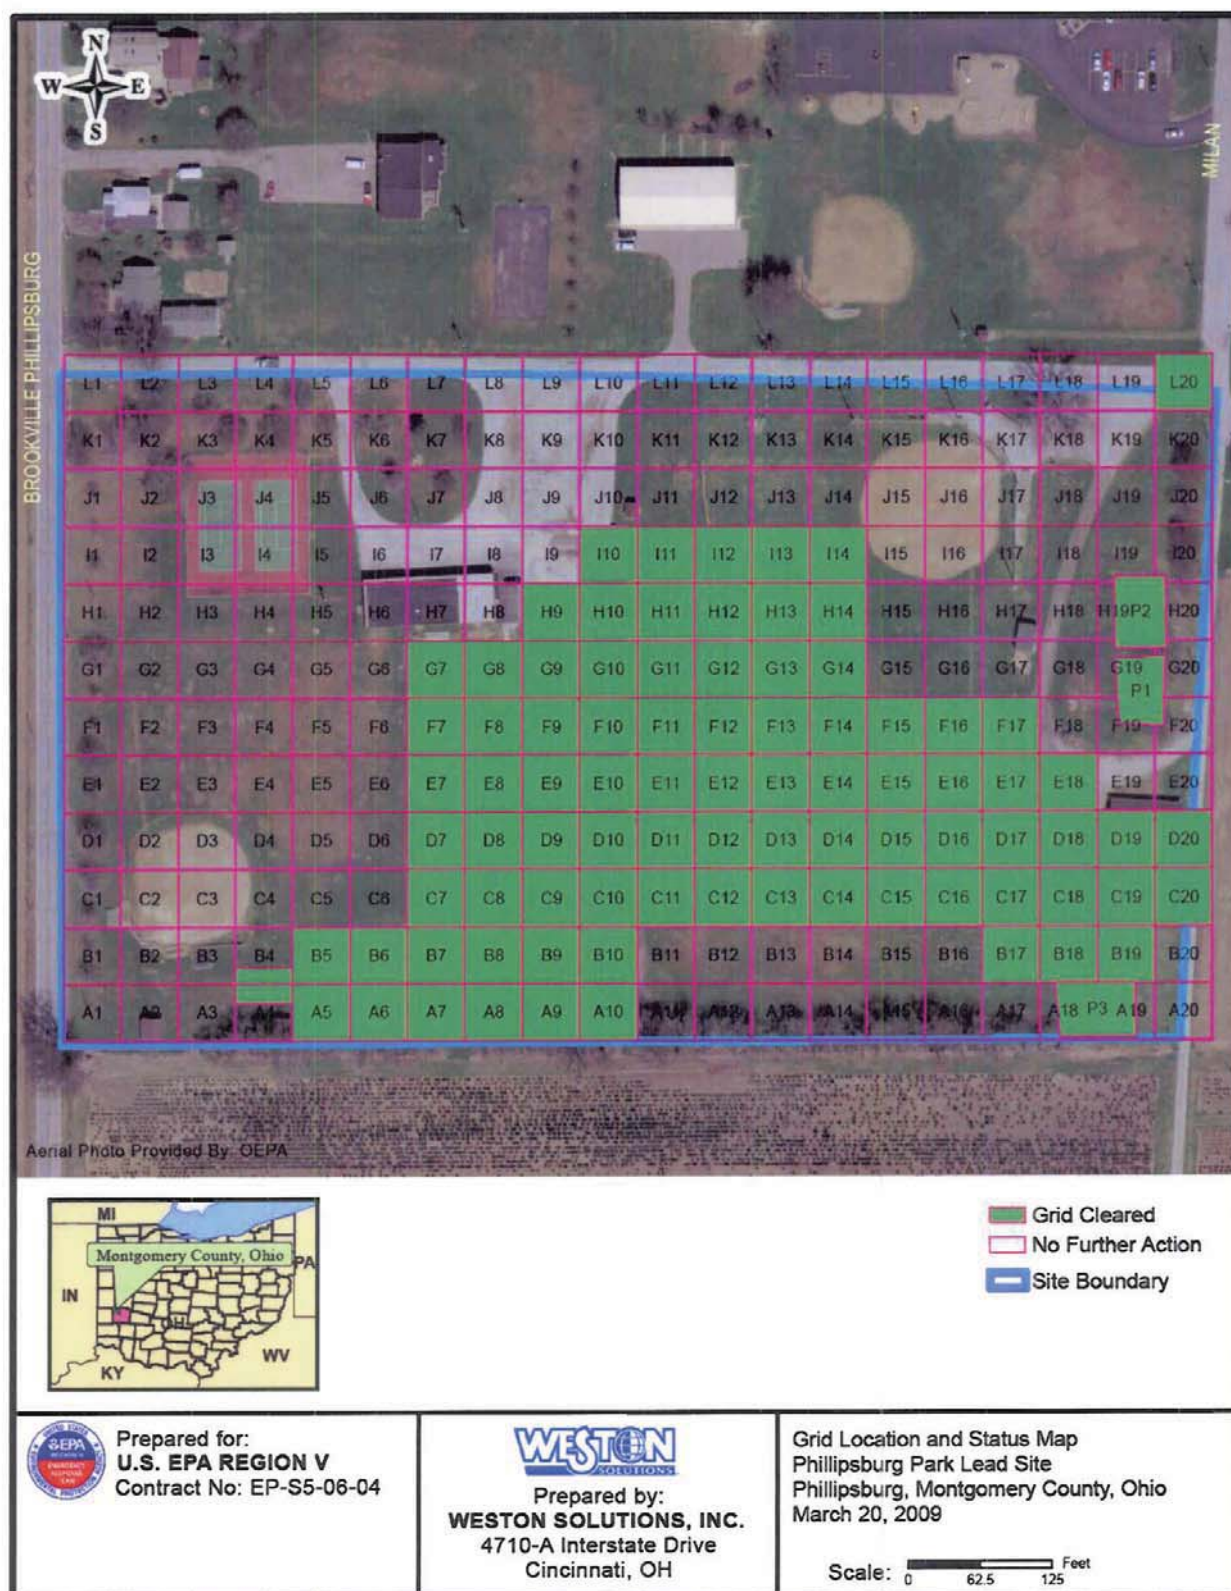 N
W E
S
MILAN
BROOKVILLE PHILLIPSBURG
L1 L2 L3 L4 L5 L6 L7 L8 L9 L10 L11 L12 L13 L14 L15 L16 L17 L18 L19 L20
K1 K2 K3 K4 K5 K6 K7 K8 K9 K10 K11 K12 K13 K14 K15 K16 K17 K18 K19 K20
J1 J2 J3 J4 J5 J6 J7 J8 J9 J10 J11 J12 J13 J14 J15 J16 J17 J18 J19 J20
I1 I2 I3 I4 I5 I6 I7 I8 I9 I10 I11 I12 I13 I14 I15 I16 I17 I18 I19 I20
H1 H2 H3 H4 H5 H6 H7 H8 H9 H10 H11 H12 H13 H14 H15 H16 H17 H18 H19 P2 H20
G1 G2 G3 G4 G5 G6 G7 G8 G9 G10 G11 G12 G13 G14 G15 G16 G17 G18 G19 G20
P1
F1 F2 F3 F4 F5 F6 F7 F8 F9 F10 F11 F12 F13 F14 F15 F16 F17 F18 F19 F20
E1 E2 E3 E4 E5 E6 E7 E8 E9 E10 E11 E12 E13 E14 E15 E16 E17 E18 E19 E20
D1 D2 D3 D4 D5 D6 D7 D8 D9 D10 D11 D12 D13 D14 D15 D16 D17 D18 D19 D20
C1 C2 C3 C4 C5 C6 C7 C8 C9 C10 C11 C12 C13 C14 C15 C16 C17 C18 C19 C20
B1 B2 B3 B4 B5 B6 B7 B8 B9 B10 B11 B12 B13 B14 B15 B16 B17 B18 B19 B20
A1 A2 A3 A4 A5 A6 A7 A8 A9 A10 A11 A12 A13 A14 A15 A16 A17 A18 P3 A19 A20
Aerial Photo Provided By: OEPA
MI
Montgomery County, Ohio
PA
IN
OH
WV
KY
Grid Cleared
No Further Action
Site Boundary
EPA
Prepared for:
U.S. EPA REGION V
Contract No: EP-S5-06-04
WESTON
SOLUTIONS
Prepared by:
WESTON SOLUTIONS, INC.
4710-A Interstate Drive
Cincinnati, OH
Grid Location and Status Map
Phillipsburg Park Lead Site
Phillipsburg, Montgomery County, Ohio
March 20, 2009
Scale: 0 62.5 125 Feet